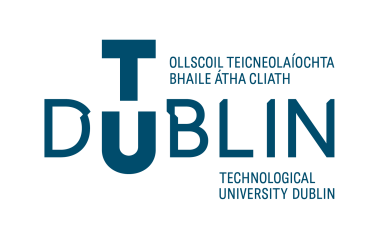 OLLSCOIL TEICNEOLAÍOCHTA
BHAILE ÁTHA CLIATH
TU
DUBLIN
TECHNOLOGICAL
UNIVERSITY DUBLIN